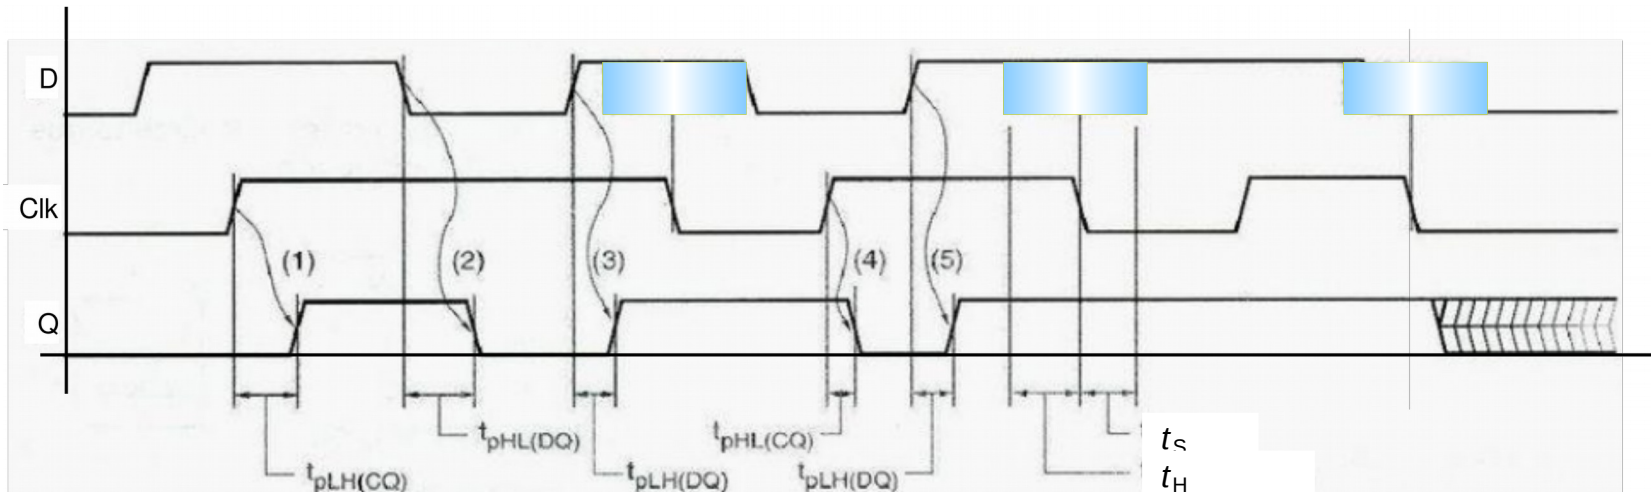 D
Clk
(1) (2) (3) (4) (5)
Q
tpHL(DQ) tpHL(CQ) tS
tpLH(CQ) tpLH(DQ) tpLH(DQ) tH